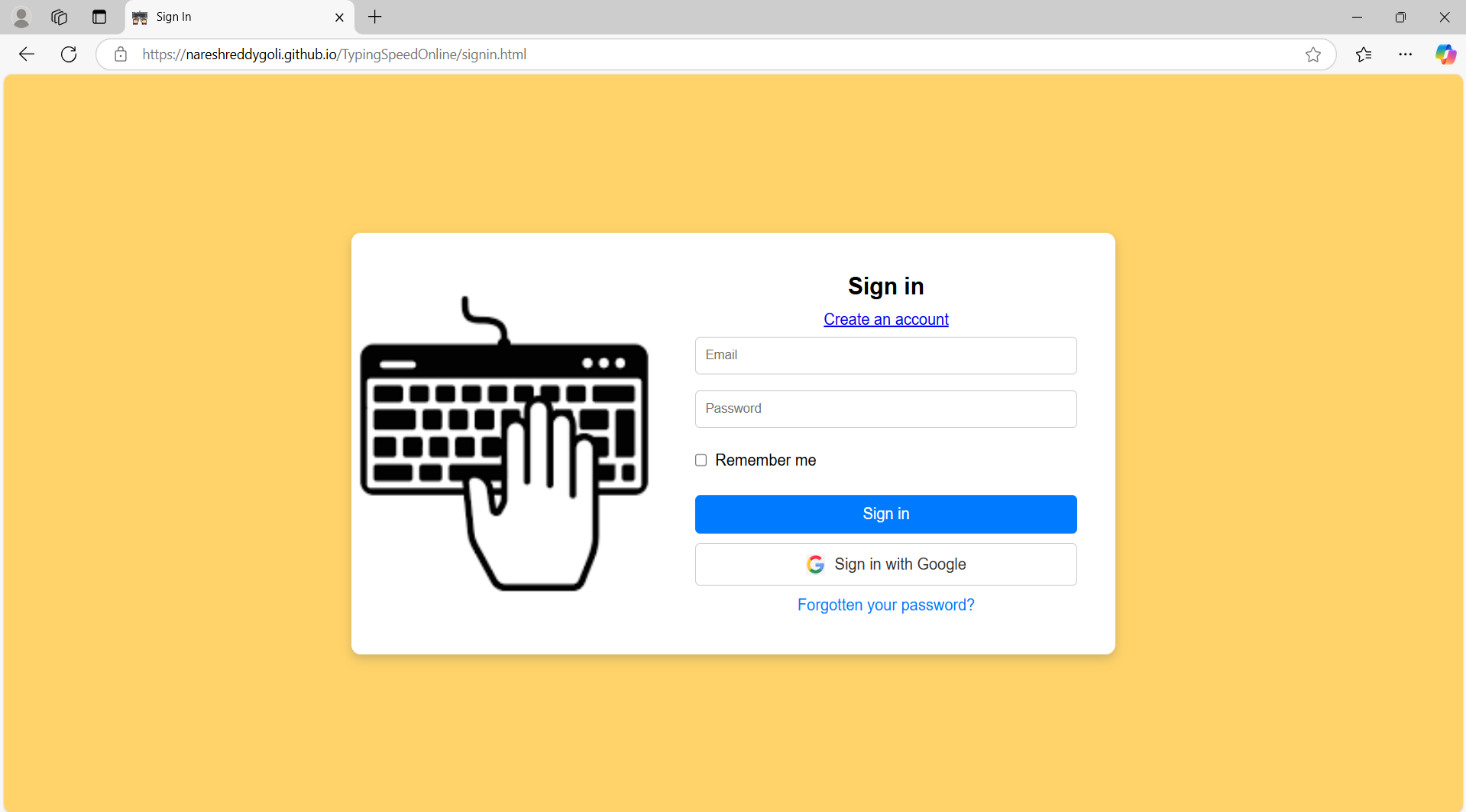 Sign In
https://nareshreddygoli.github.io/TypingSpeedOnline/signin.html
Sign in
Create an account
Email
Password
Remember me
Sign in
Sign in with Google
Forgotten your password?